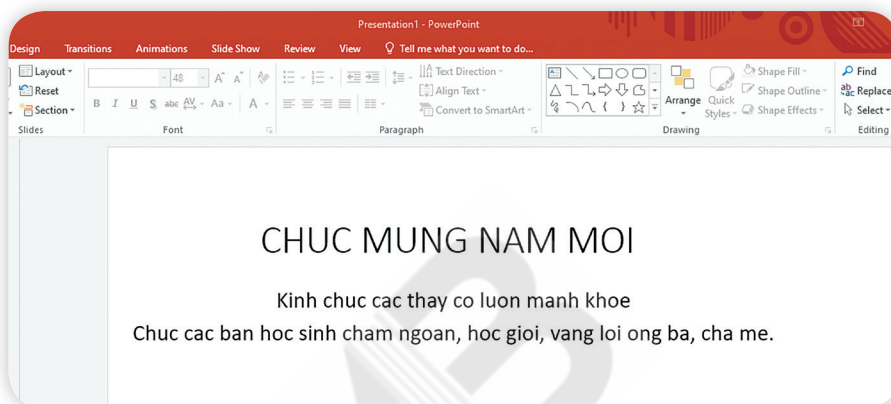 Presentation1 - PowerPoint
Design Transitions Animations Slide Show Review View Tell me what you want to do...
Layout 48 Text Direction Shape Fill Find
Reset Align Text Shape Outline Replace
Section B I U S abc AV Aa A Convert to SmartArt Arrange Quick Styles Shape Effects Select
Slides Font Paragraph Drawing Editing
CHUC MUNG NAM MOI
Kinh chuc cac thay co luon manh khoe
Chuc cac ban hoc sinh cham ngoan, hoc gioi, vang loi ong ba, cha me.